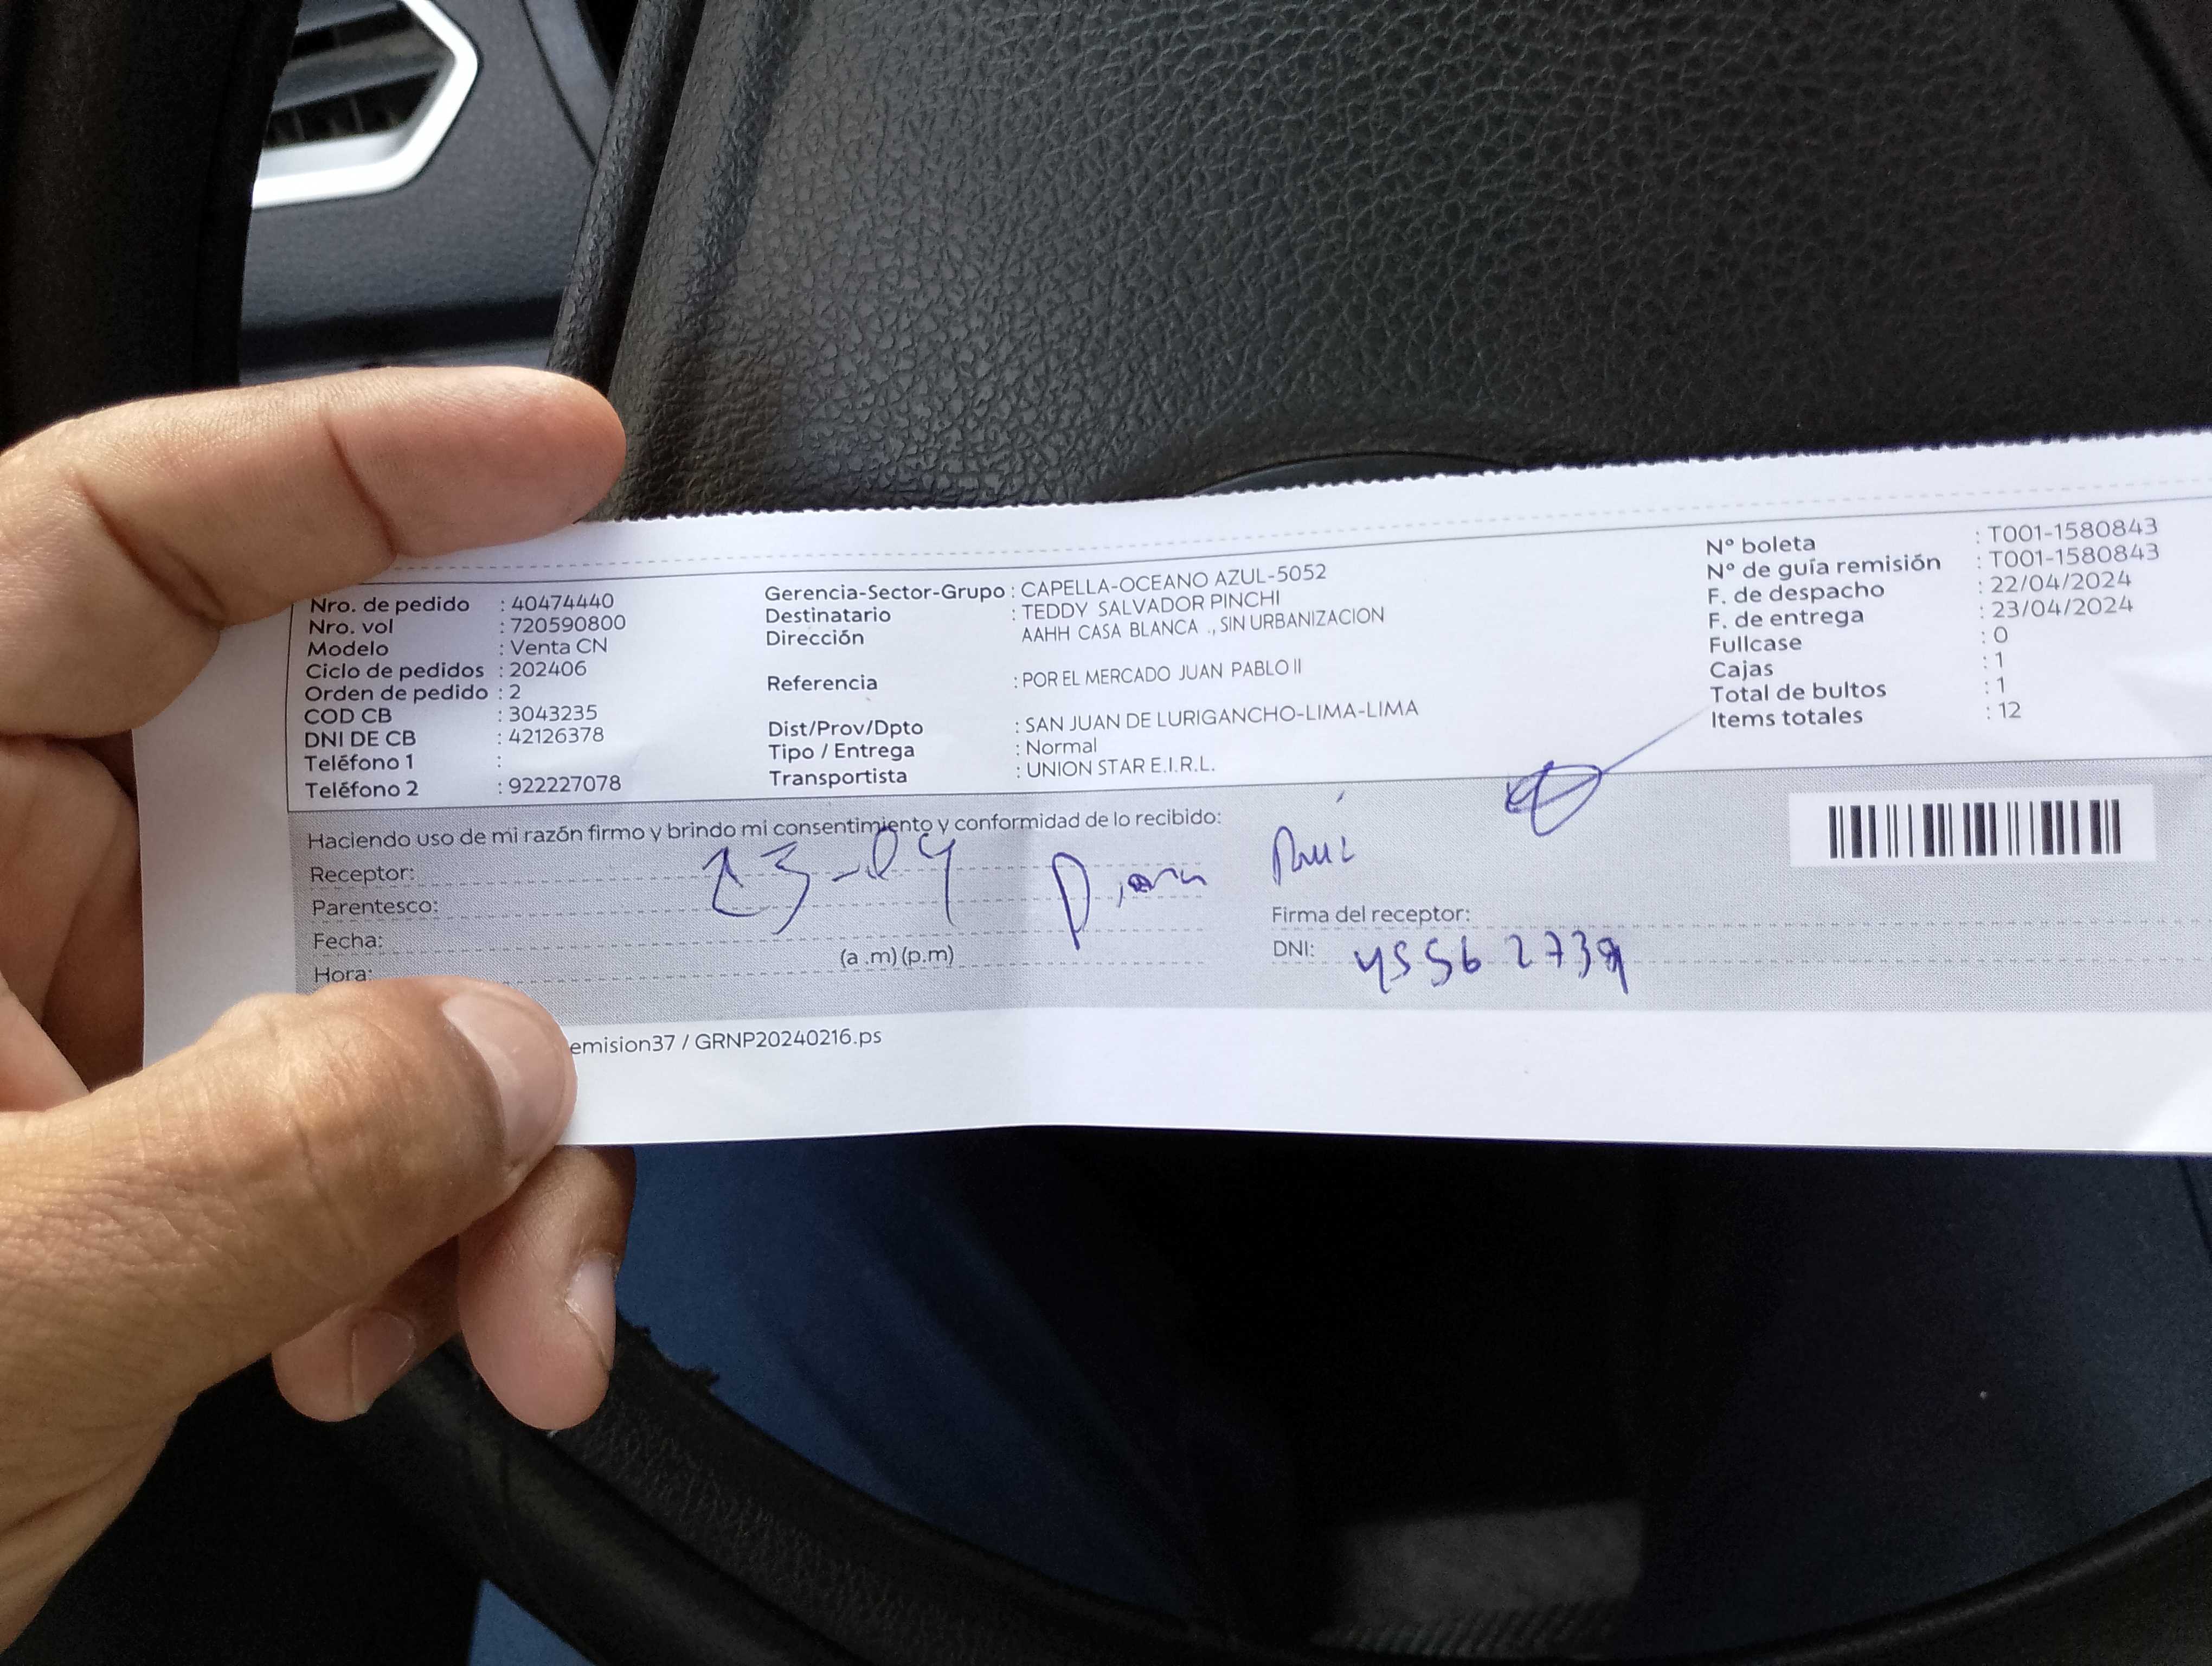 Nro. de pedido : 40474440
Nro. vol : 720590800
Modelo : Venta CN
Ciclo de pedidos : 202406
Orden de pedido : 2
COD CB : 3043235
DNI DE CB : 42126378
Teléfono 1 :
Teléfono 2 : 922227078
Gerencia-Sector-Grupo : CAPELLA-OCEANO AZUL-5052
Destinatario : TEDDY SALVADOR PINCHI
Dirección AAHH CASA BLANCA ., SIN URBANIZACION
Referencia : POR EL MERCADO JUAN PABLO II
Dist/Prov/Dpto : SAN JUAN DE LURIGANCHO-LIMA-LIMA
Tipo / Entrega : Normal
Transportista : UNION STAR E.I.R.L.
N° boleta : T001-1580843
N° de guía remisión : T001-1580843
F. de despacho : 22/04/2024
F. de entrega : 23/04/2024
Fullcase : 0
Cajas : 1
Total de bultos : 1
Items totales : 12
Haciendo uso de mi razón firmo y brindo mi consentimiento y conformidad de lo recibido:
Receptor:
23-04
Parentesco:
Fecha:
Hora: (a .m) (p.m)
Firma del receptor:
DNI: 45562739
emision37 / GRNP20240216.ps